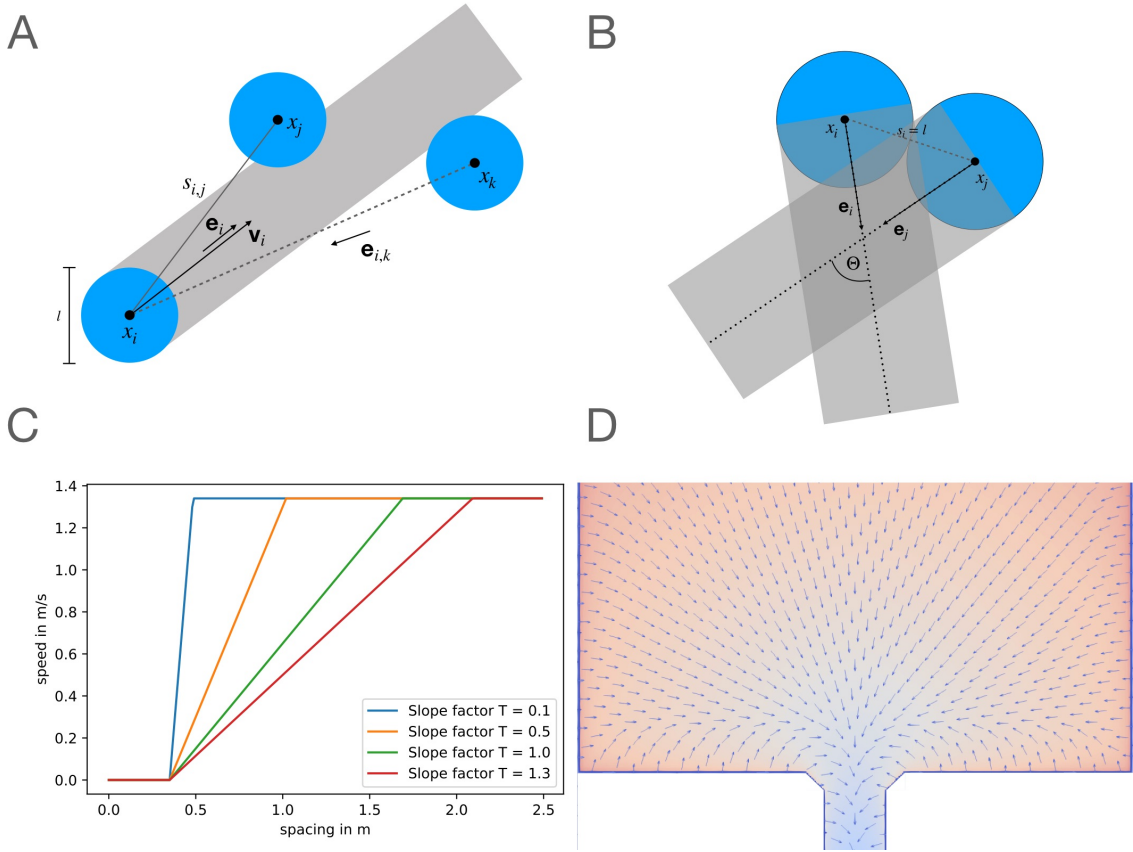 A
x_j
s_{i,j}
x_k
e_i
v_i
e_{i,k}
l
x_i
B
x_i
s_i = l
x_j
e_i
e_j
Θ
C
1.4
1.2
1.0
0.8
0.6
0.4
0.2
0.0
speed in m/s
Slope factor T = 0.1
Slope factor T = 0.5
Slope factor T = 1.0
Slope factor T = 1.3
0.0 0.5 1.0 1.5 2.0 2.5
spacing in m
D